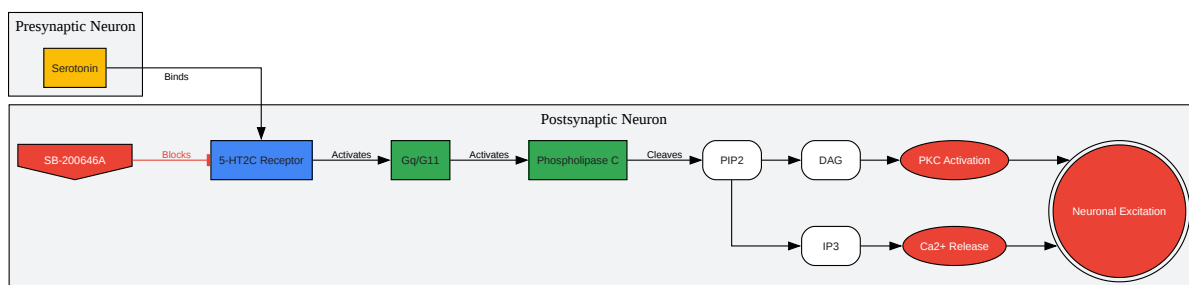 Presynaptic Neuron
Serotonin
Binds
Postsynaptic Neuron
SB-200646A
Blocks
5-HT2C Receptor
Activates
Gq/G11
Activates
Phospholipase C
Cleaves
PIP2
DAG
PKC Activation
Neuronal Excitation
IP3
Ca2+ Release